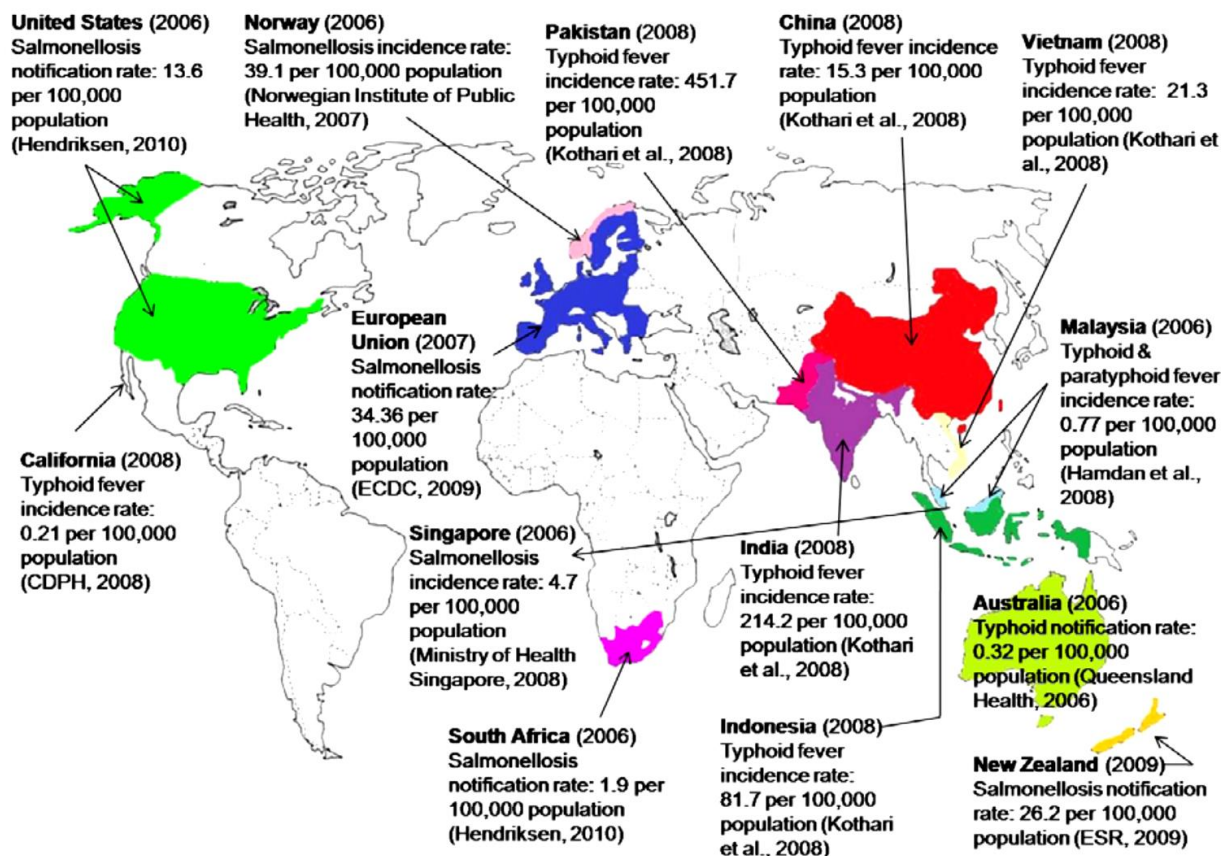 United States (2006)
Salmonellosis
notification rate: 13.6
per 100,000
population
(Hendriksen, 2010)
Norway (2006)
Salmonellosis incidence rate:
39.1 per 100,000 population
(Norwegian Institute of Public
Health, 2007)
Pakistan (2008)
Typhoid fever
incidence rate: 451.7
per 100,000
population
(Kothari et al., 2008)
China (2008)
Typhoid fever incidence
rate: 15.3 per 100,000
population
(Kothari et al., 2008)
Vietnam (2008)
Typhoid fever
incidence rate: 21.3
per 100,000
population (Kothari et
al., 2008)
European
Union (2007)
Salmonellosis
notification rate:
34.36 per
100,000
population
(ECDC, 2009)
Malaysia (2006)
Typhoid &
paratyphoid fever
incidence rate:
0.77 per 100,000
population
(Hamdan et al.,
2008)
California (2008)
Typhoid fever
incidence rate:
0.21 per 100,000
population
(CDPH, 2008)
Singapore (2006)
Salmonellosis
incidence rate: 4.7
per 100,000
population
(Ministry of Health
Singapore, 2008)
India (2008)
Typhoid fever
incidence rate:
214.2 per 100,000
population (Kothari
et al., 2008)
Australia (2006)
Typhoid notification rate:
0.32 per 100,000
population (Queensland
Health, 2006)
South Africa (2006)
Salmonellosis
notification rate: 1.9 per
100,000 population
(Hendriksen, 2010)
Indonesia (2008)
Typhoid fever
incidence rate:
81.7 per 100,000
population (Kothari
et al., 2008)
New Zealand (2009)
Salmonellosis notification
rate: 26.2 per 100,000
population (ESR, 2009)